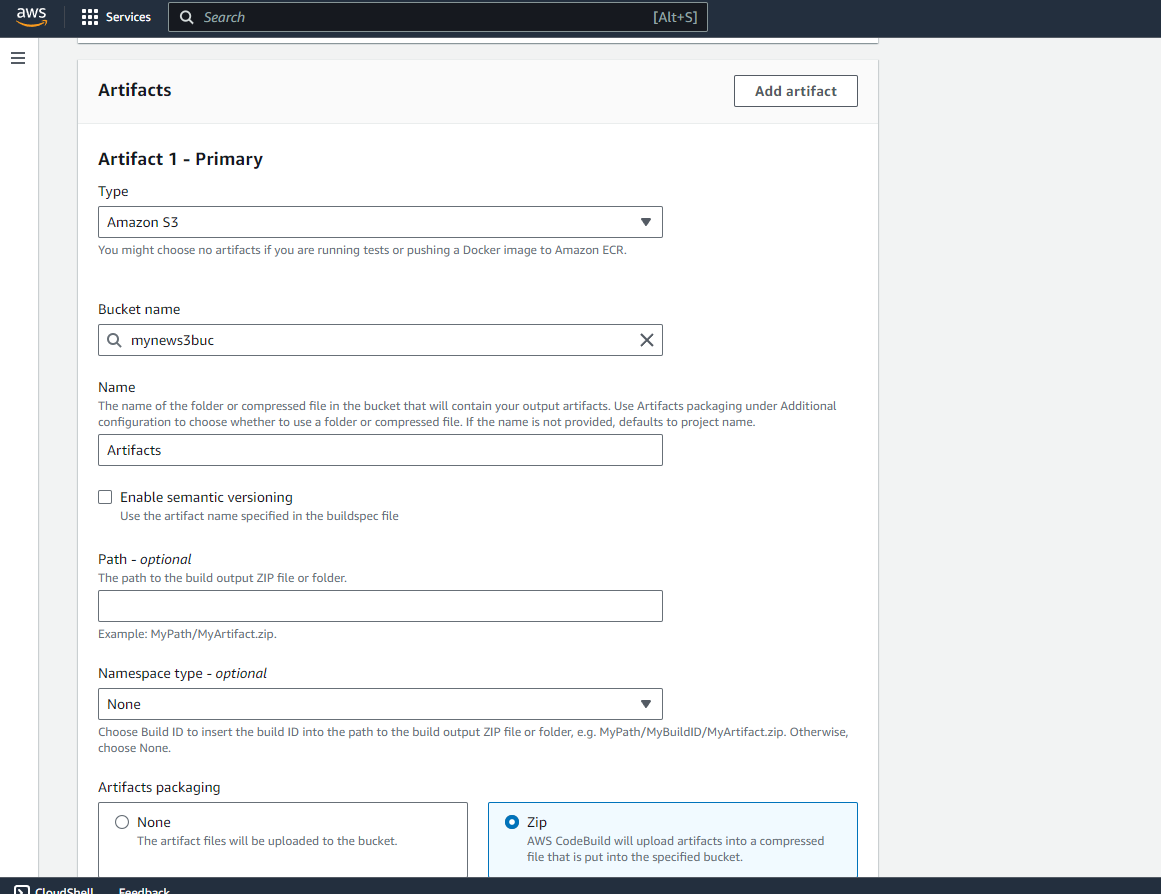 aws
Services
Search
[Alt+S]
Artifacts
Add artifact
Artifact 1 - Primary
Type
Amazon S3
You might choose no artifacts if you are running tests or pushing a Docker image to Amazon ECR.
Bucket name
mynews3buc
Name
The name of the folder or compressed file in the bucket that will contain your output artifacts. Use Artifacts packaging under Additional
configuration to choose whether to use a folder or compressed file. If the name is not provided, defaults to project name.
Artifacts
Enable semantic versioning
Use the artifact name specified in the buildspec file
Path - optional
The path to the build output ZIP file or folder.
Example: MyPath/MyArtifact.zip.
Namespace type - optional
None
Choose Build ID to insert the build ID into the path to the build output ZIP file or folder, e.g. MyPath/MyBuildID/MyArtifact.zip. Otherwise,
choose None.
Artifacts packaging
None
The artifact files will be uploaded to the bucket.
Zip
AWS CodeBuild will upload artifacts into a compressed
file that is put into the specified bucket.
CloudShell
Feedback